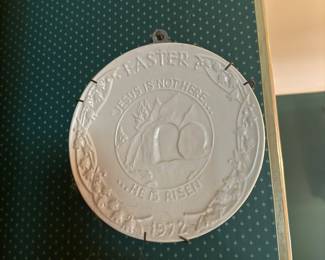 EASTER
JESUS IS NOT HERE...
...HE IS RISEN
1972